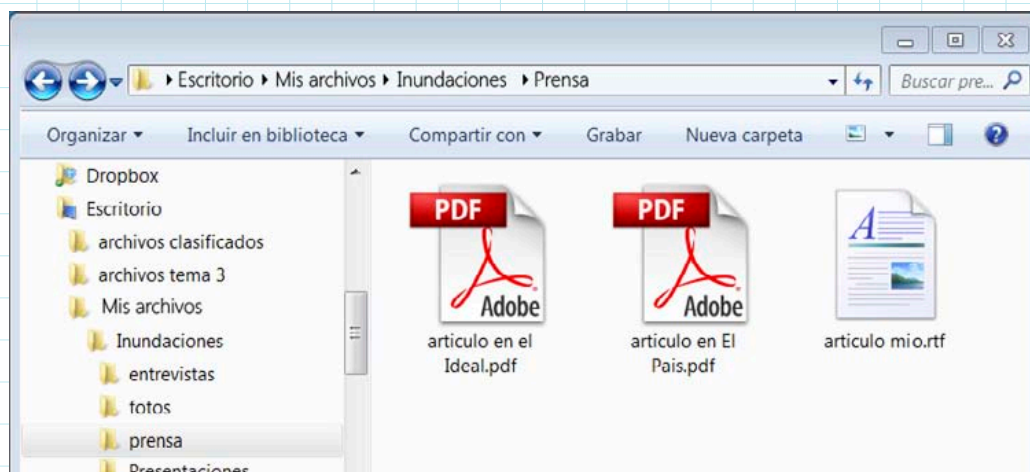 Escritorio Mis archivos Inundaciones Prensa
Buscar pre...
Organizar Incluir en biblioteca Compartir con Grabar Nueva carpeta
Dropbox
Escritorio
archivos clasificados
archivos tema 3
Mis archivos
Inundaciones
entrevistas
fotos
prensa
Presentaciones
PDF
Adobe
articulo en el
Ideal.pdf
PDF
Adobe
articulo en El
Pais.pdf
A
articulo mio.rtf